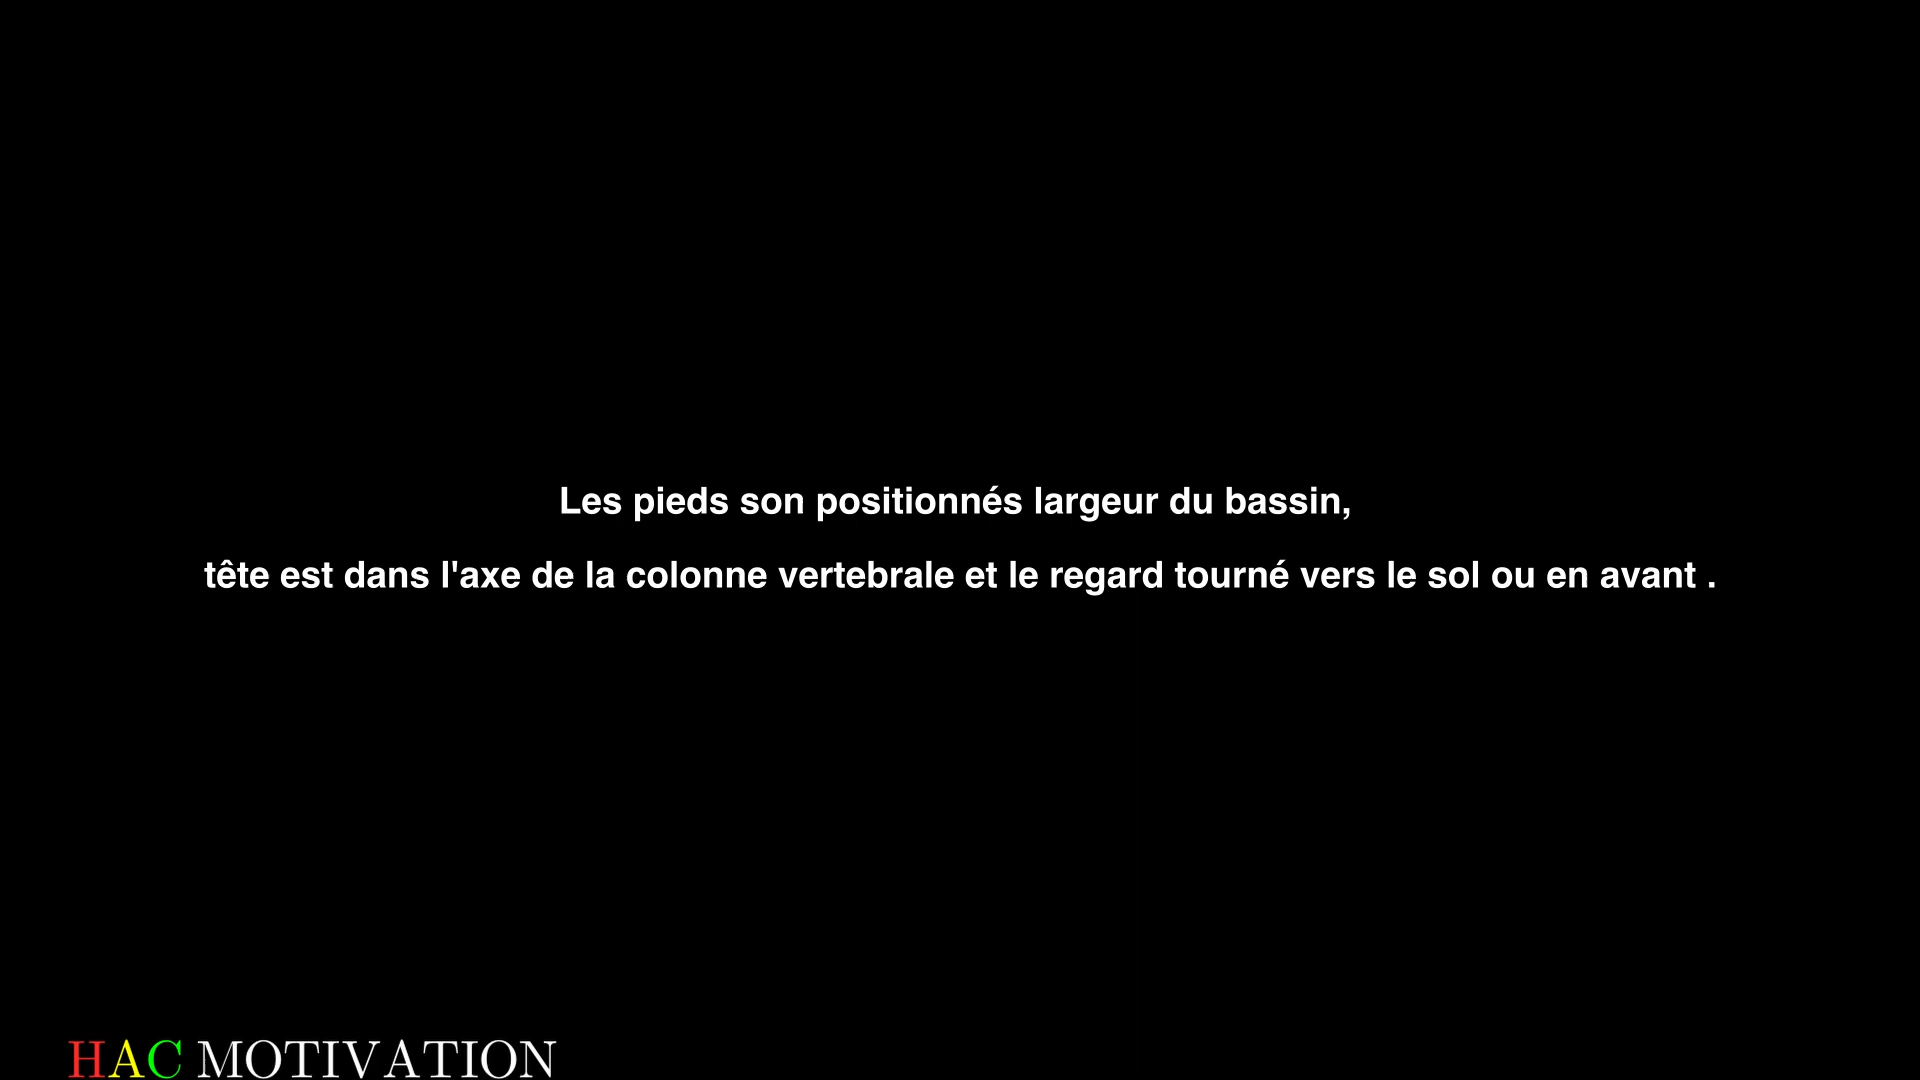 Les pieds son positionnés largeur du bassin,
tête est dans l'axe de la colonne vertebrale et le regard tourné vers le sol ou en avant .
HAC MOTIVATION